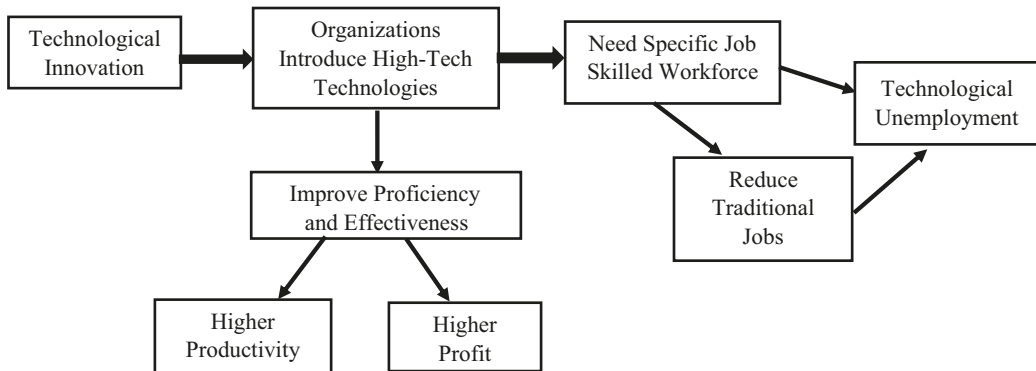 Technological
Innovation
Organizations
Introduce High-Tech
Technologies
Need Specific Job
Skilled Workforce
Technological
Unemployment
Improve Proficiency
and Effectiveness
Reduce
Traditional
Jobs
Higher
Productivity
Higher
Profit